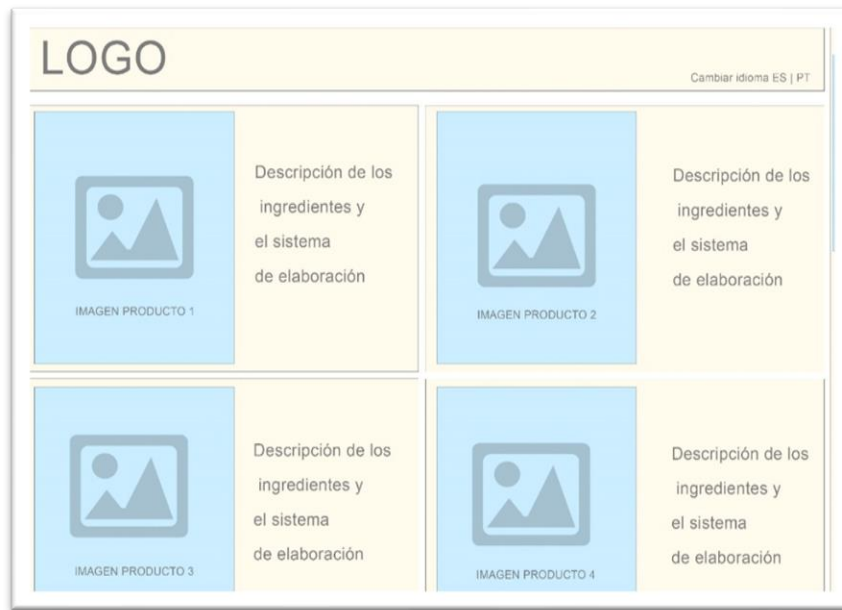 LOGO
Cambiar idioma ES | PT
IMAGEN PRODUCTO 1
Descripción de los
ingredientes y
el sistema
de elaboración
IMAGEN PRODUCTO 2
Descripción de los
ingredientes y
el sistema
de elaboración
IMAGEN PRODUCTO 3
Descripción de los
ingredientes y
el sistema
de elaboración
IMAGEN PRODUCTO 4
Descripción de los
ingredientes y
el sistema
de elaboración